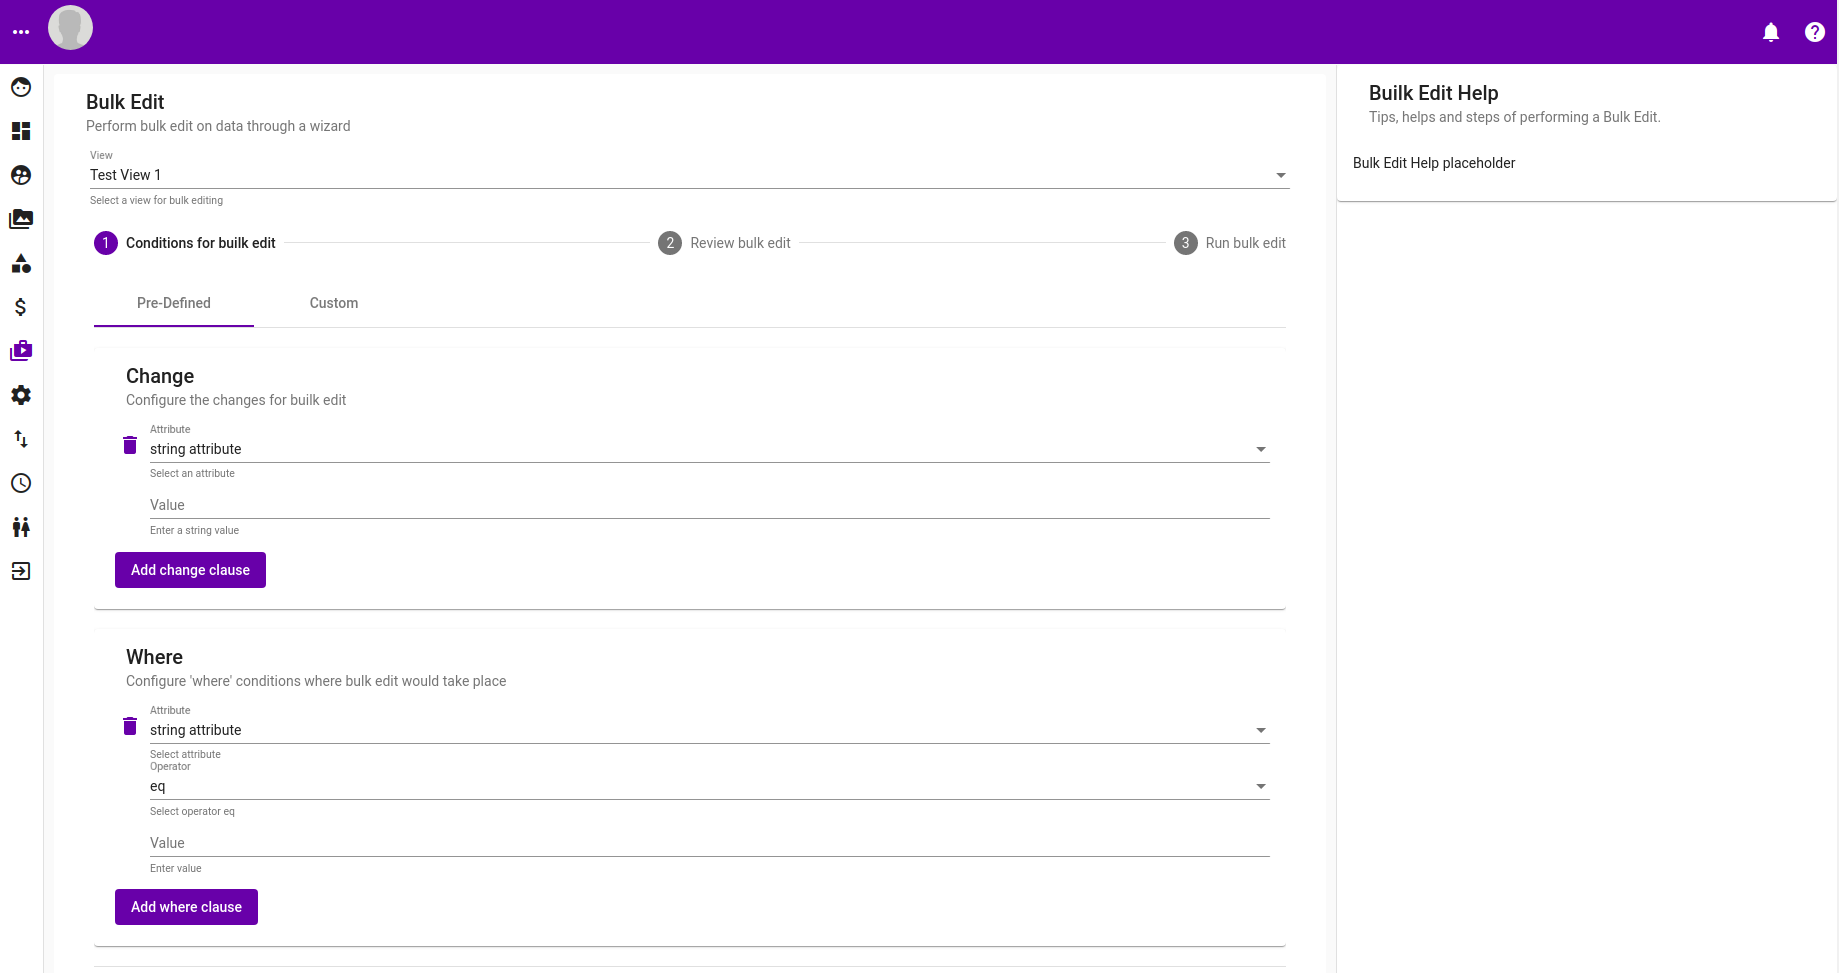 Bulk Edit
Perform bulk edit on data through a wizard
View
Test View 1
Select a view for bulk editing
1 Conditions for builk edit
2 Review bulk edit
3 Run bulk edit
Pre-Defined
Custom
Change
Configure the changes for builk edit
Attribute
string attribute
Select an attribute
Value
Enter a string value
Add change clause
Where
Configure 'where' conditions where bulk edit would take place
Attribute
string attribute
Select attribute
Operator
eq
Select operator eq
Value
Enter value
Add where clause
Builk Edit Help
Tips, helps and steps of performing a Bulk Edit.
Bulk Edit Help placeholder